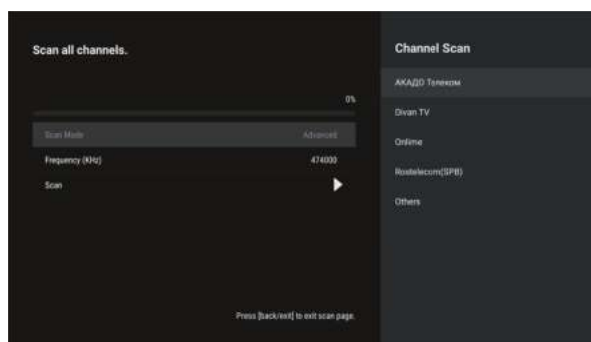 Scan all channels.
0%
Scan Mode Advanced
Frequency (KHz) 474000
Scan
Press [back/exit] to exit scan page.
Channel Scan
АКАДО Телеком
Divan TV
Onlime
Rostelecom(SPB)
Others